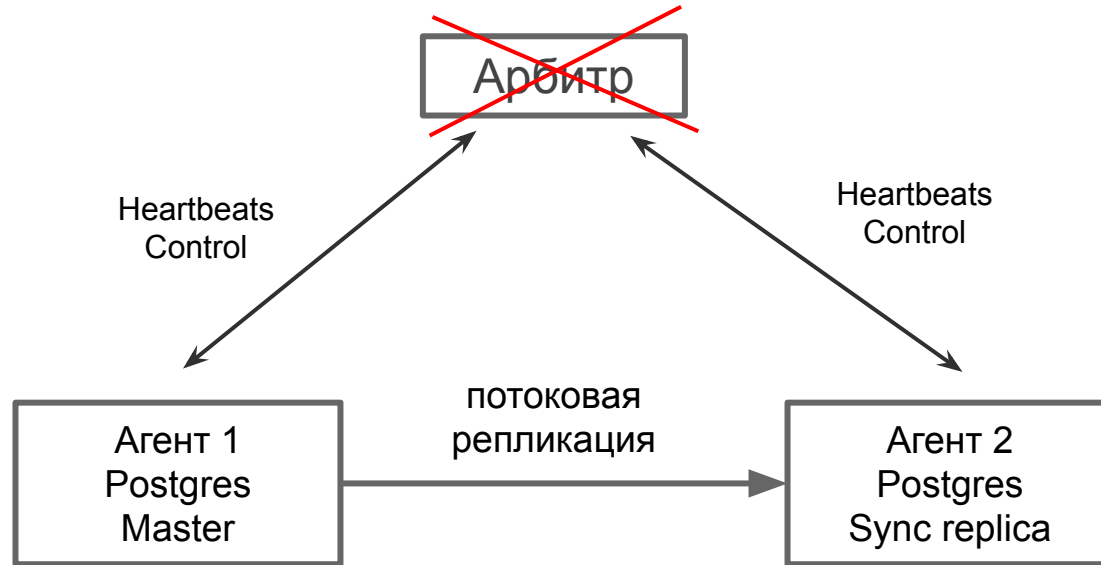 Арбитр
Heartbeats
Control
Heartbeats
Control
потоковая
репликация
Агент 1
Postgres
Master
Агент 2
Postgres
Sync replica